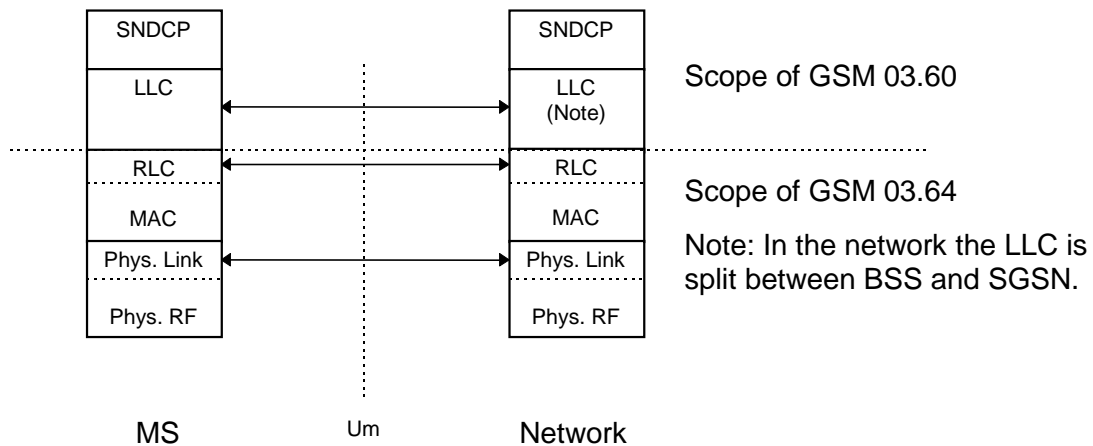 SNDCP
LLC
RLC
MAC
Phys. Link
Phys. RF
MS
Um
SNDCP
LLC
(Note)
RLC
MAC
Phys. Link
Phys. RF
Network
Scope of GSM 03.60
Scope of GSM 03.64
Note: In the network the LLC is
split between BSS and SGSN.